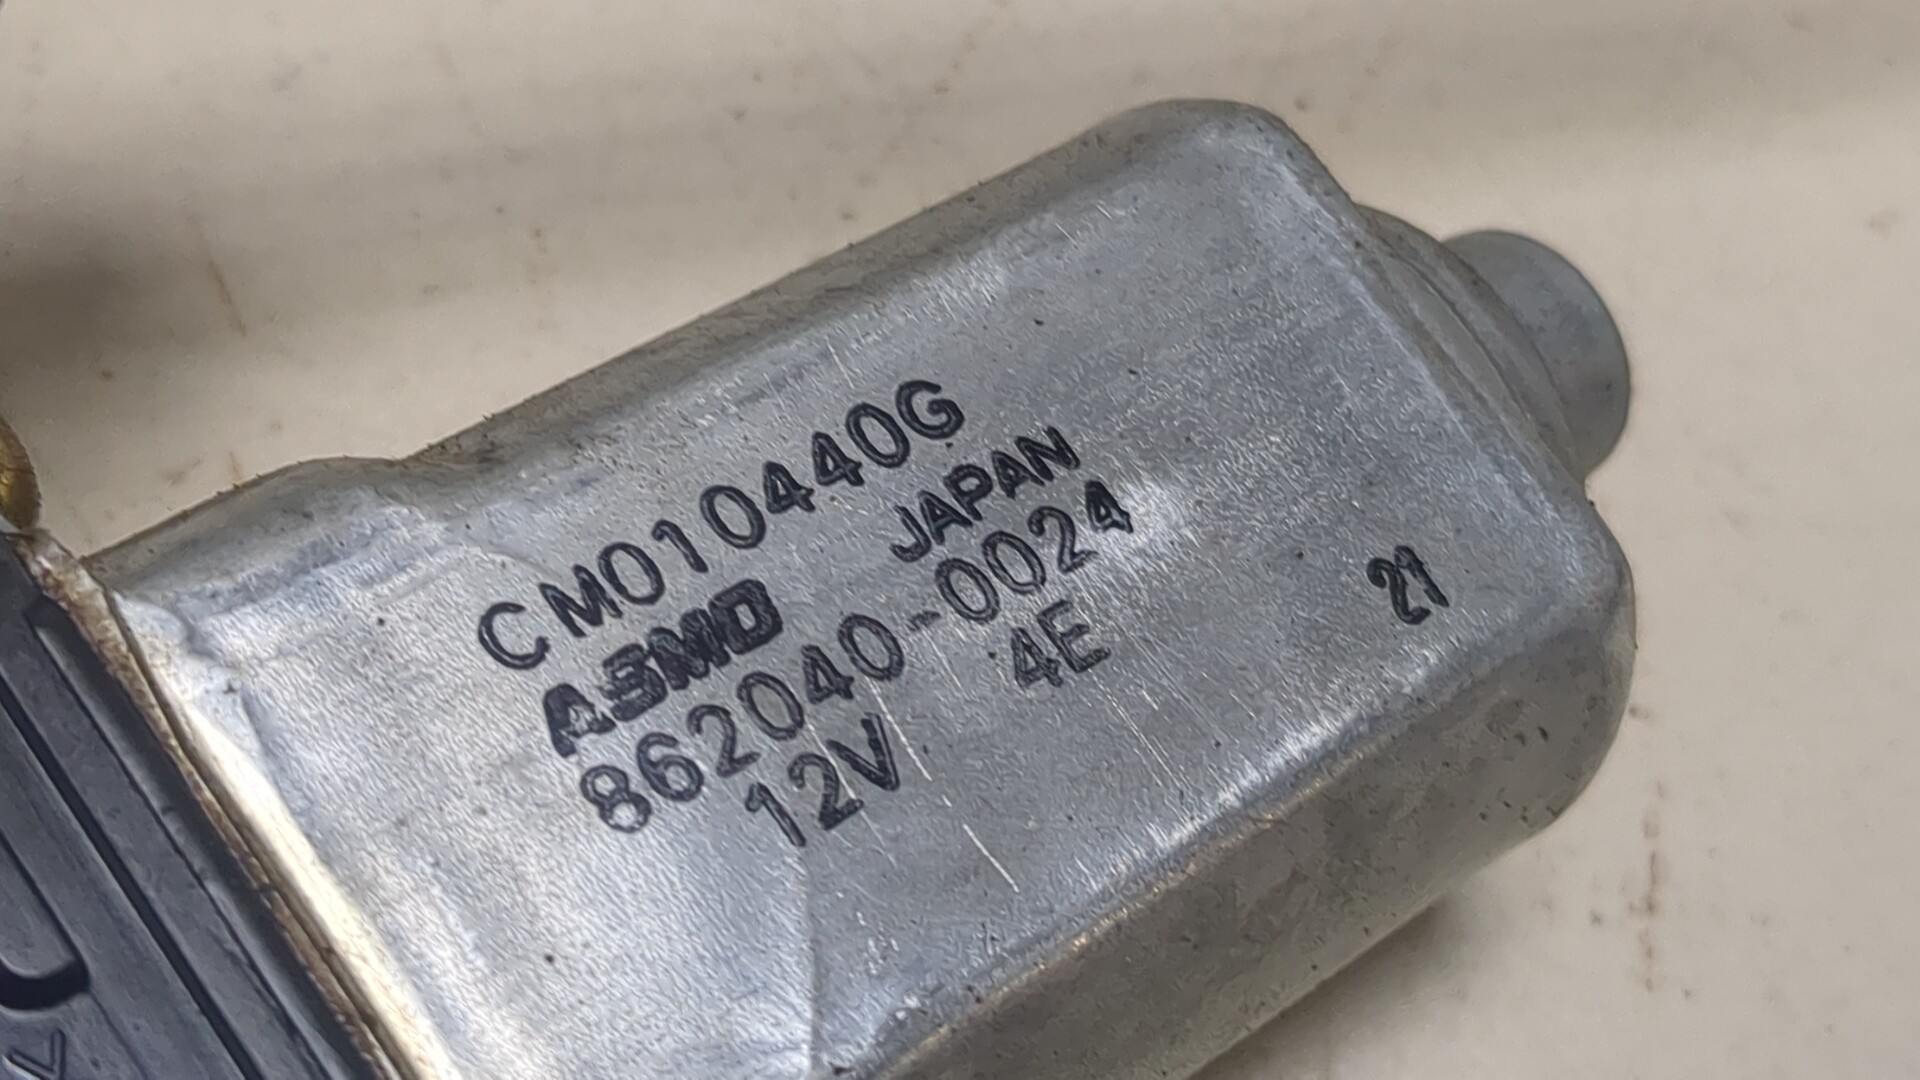 CM010440G
ASMO JAPAN
862040-0024
12V 4E
21